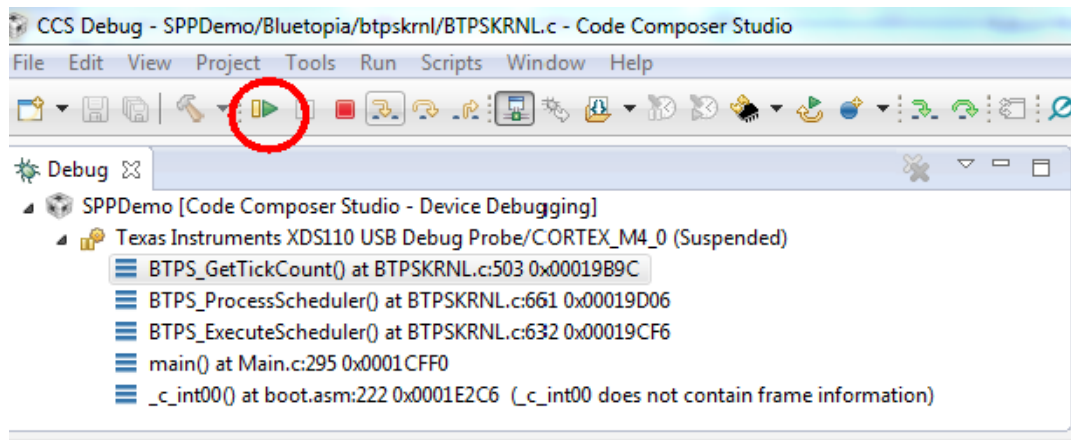 CCS Debug - SPPDemo/Bluetopia/btpskrnl/BTPSKRNL.c - Code Composer Studio
File Edit View Project Tools Run Scripts Window Help
Debug
SPPDemo [Code Composer Studio - Device Debugging]
Texas Instruments XDS110 USB Debug Probe/CORTEX_M4_0 (Suspended)
BTPS_GetTickCount() at BTPSKRNL.c:503 0x00019B9C
BTPS_ProcessScheduler() at BTPSKRNL.c:661 0x00019D06
BTPS_ExecuteScheduler() at BTPSKRNL.c:632 0x00019CF6
main() at Main.c:295 0x0001CFF0
_c_int00() at boot.asm:222 0x0001E2C6 (_c_int00 does not contain frame information)